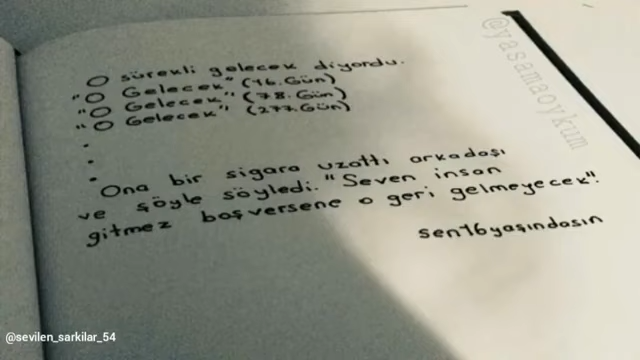 O sürekli gelecek diyordu.
"O Gelecek" (16.Gün)
"O Gelecek" (78.Gün)
"O Gelecek" (277.Gün)
.
.
.
Ona bir sigara uzattı arkadaşı
ve şöyle söyledi. "Seven insan
gitmez boşversene o geri gelmeyecek".
sen16yaşındasın
@yasamaoykum
@sevilen_sarkilar_54